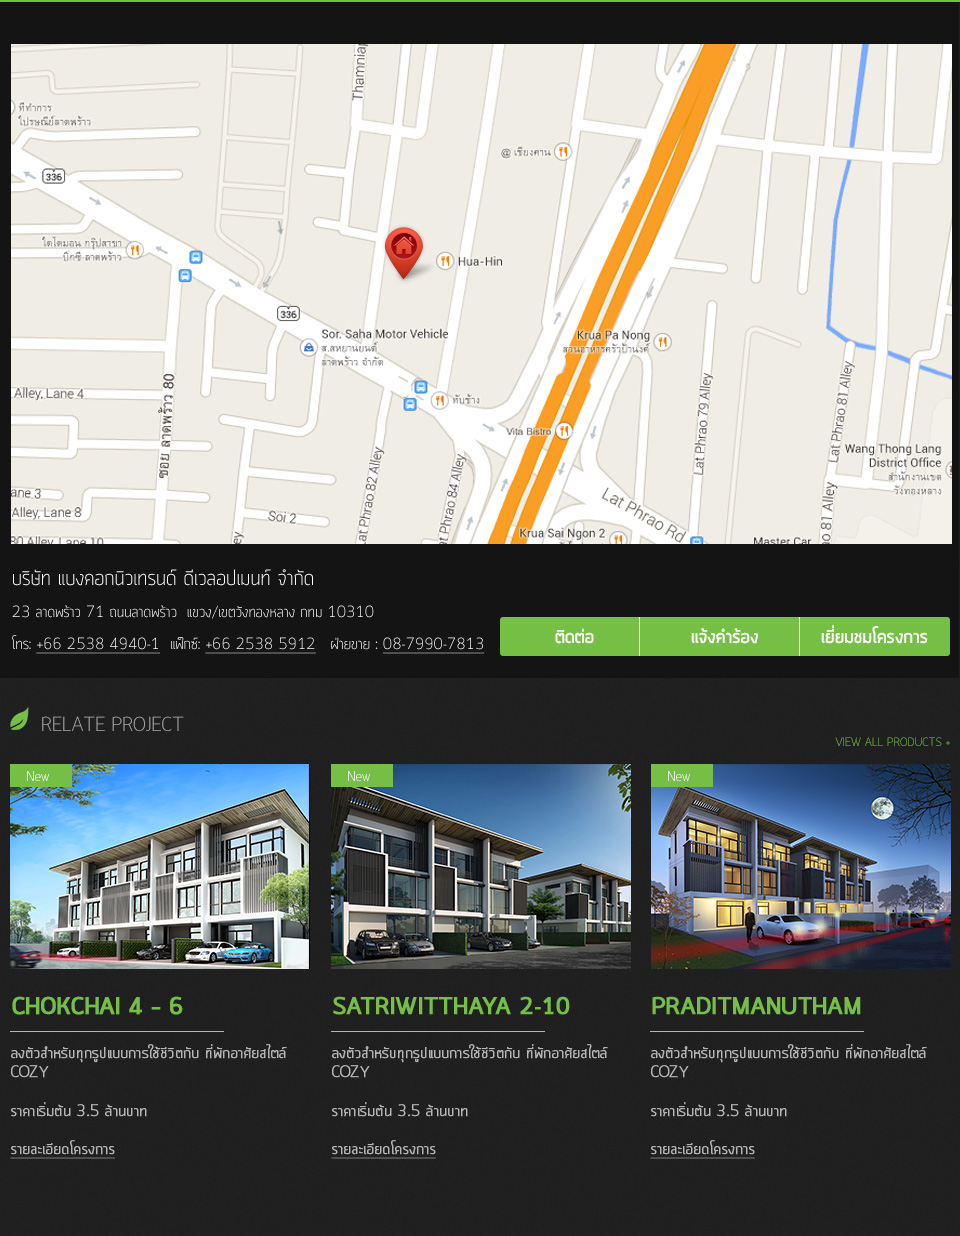 Thamnian
ที่ทำการ
ไปรษณีย์ลาดพร้าว
336
@ เชียงคาน
ไดโดมอน กรุ๊ปสาขา
บิ๊กซี ลาดพร้าว
Hua-Hin
336
Sor. Saha Motor Vehicle
ส.สหยานยนต์
ลาดพร้าว จำกัด
Krua Pa Nong
สวนอาหารครัวป้านงค์
Alley, Lane 4
ซอย ลาดพร้าว 80
ทับช้าง
Lat Phrao 79 Alley
Lat Phrao 81 Alley
Vita Bistro
Wang Thong Lang
District Office
สำนักงานเขต
วังทองหลาง
ane 3
Alley, Lane 8
Soi 2
at Phrao 82 Alley
at Phrao 84 Alley
Lat Phrao Rd
ao 81 Alley
80 Alley, Lane 10
ey
Krua Sai Ngon 2
Master Car
บริษัท แบงคอกนิวเทรนด์ ดีเวลอปเมนท์ จำกัด
23 ลาดพร้าว 71 ถนนลาดพร้าว แขวง/เขตวังทองหลาง กทม 10310
โทร: +66 2538 4940-1 แฟ็กซ์: +66 2538 5912 ฝ่ายขาย : 08-7990-7813
ติดต่อ แจ้งคำร้อง เยี่ยมชมโครงการ
RELATE PROJECT
VIEW ALL PRODUCTS +
New New New
CHOKCHAI 4 - 6
ลงตัวสำหรับทุกรูปแบบการใช้ชีวิตกับ ที่พักอาศัยสไตล์
COZY
ราคาเริ่มต้น 3.5 ล้านบาท
รายละเอียดโครงการ
SATRIWITTHAYA 2-10
ลงตัวสำหรับทุกรูปแบบการใช้ชีวิตกับ ที่พักอาศัยสไตล์
COZY
ราคาเริ่มต้น 3.5 ล้านบาท
รายละเอียดโครงการ
PRADITMANUTHAM
ลงตัวสำหรับทุกรูปแบบการใช้ชีวิตกับ ที่พักอาศัยสไตล์
COZY
ราคาเริ่มต้น 3.5 ล้านบาท
รายละเอียดโครงการ